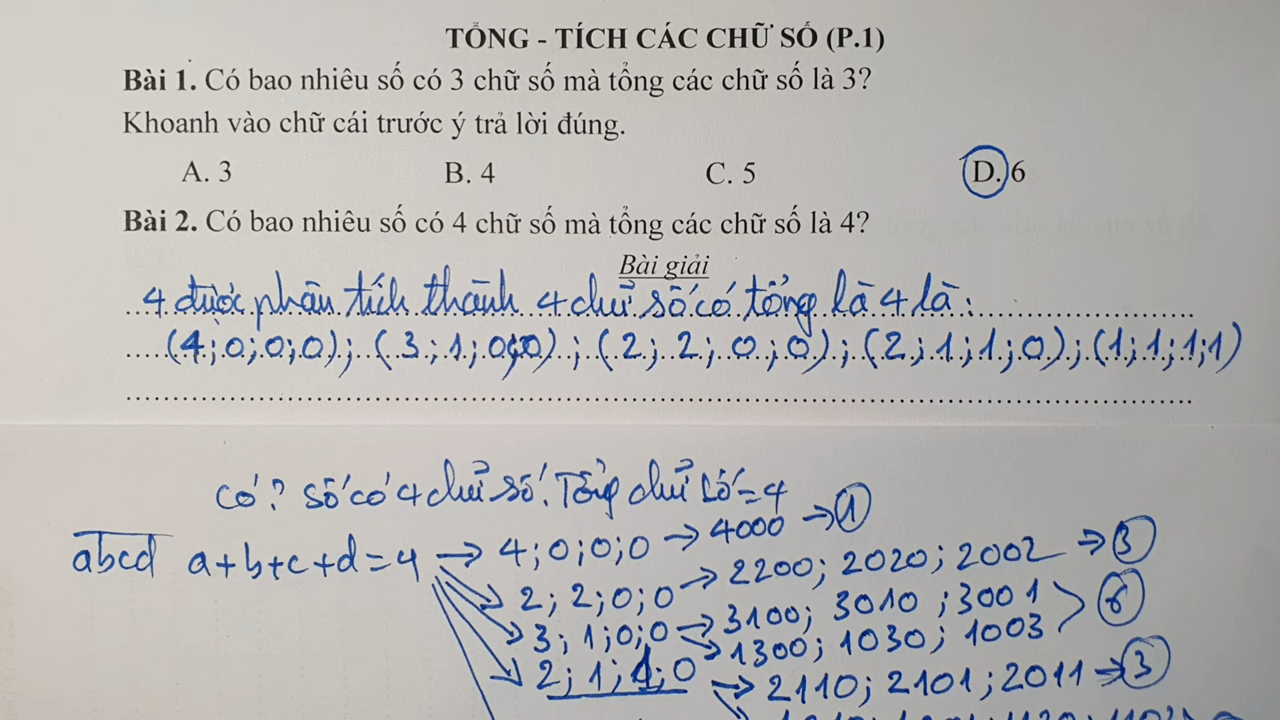 TỔNG - TÍCH CÁC CHỮ SỐ (P.1)
Bài 1. Có bao nhiêu số có 3 chữ số mà tổng các chữ số là 3?
Khoanh vào chữ cái trước ý trả lời đúng.
A. 3 B. 4 C. 5 D. 6
Bài 2. Có bao nhiêu số có 4 chữ số mà tổng các chữ số là 4?
Bài giải
4 được phân tích thành 4 chữ số có tổng là 4 là:
(4;0;0;0); (3;1;0;0); (2;2;0;0); (2;1;1;0); (1;1;1;1)
có? số có 4 chữ số. Tổng chữ số = 4
abcd a+b+c+d=4 → 4;0;0;0 → 4000 → 1
2;2;0;0 → 2200; 2020; 2002 → 3
3;1;0;0 → 3100; 3010; 3001
1300; 1030; 1003 > 6
2;1;1;0 → 2110; 2101; 2011 → 3